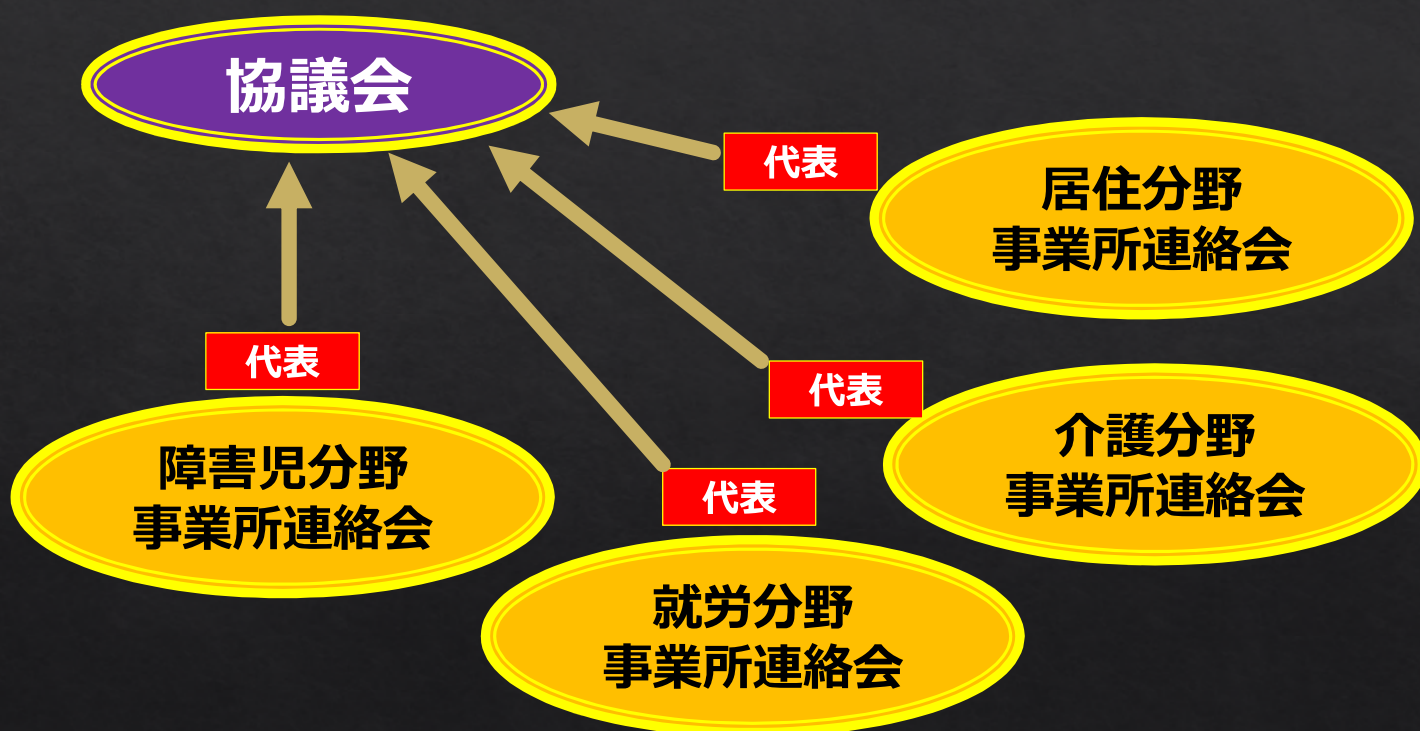 協議会
代表
居住分野
事業所連絡会
代表
障害児分野
事業所連絡会
代表
介護分野
事業所連絡会
代表
就労分野
事業所連絡会